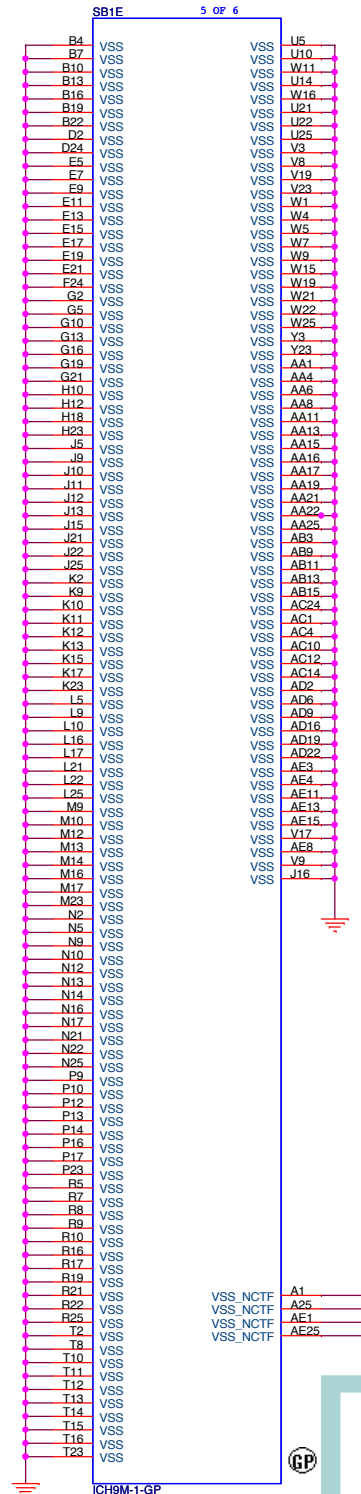 SB1E 5 OF 6
B4 VSS VSS U5
B7 VSS VSS U10
B10 VSS VSS W11
B13 VSS VSS U14
B16 VSS VSS W16
B19 VSS VSS U21
B22 VSS VSS U22
D2 VSS VSS U25
D24 VSS VSS V3
E5 VSS VSS V8
E7 VSS VSS V19
E9 VSS VSS V23
E11 VSS VSS W1
E13 VSS VSS W4
E15 VSS VSS W5
E17 VSS VSS W7
E19 VSS VSS W9
E21 VSS VSS W15
F24 VSS VSS W19
G2 VSS VSS W21
G5 VSS VSS W22
G10 VSS VSS W25
G13 VSS VSS Y3
G16 VSS VSS Y23
G19 VSS VSS AA1
G21 VSS VSS AA4
H10 VSS VSS AA6
H12 VSS VSS AA8
H18 VSS VSS AA11
H23 VSS VSS AA13
J5 VSS VSS AA15
J9 VSS VSS AA16
J10 VSS VSS AA17
J11 VSS VSS AA19
J12 VSS VSS AA21
J13 VSS VSS AA22
J15 VSS VSS AA25
J21 VSS VSS AB3
J22 VSS VSS AB9
J25 VSS VSS AB11
K2 VSS VSS AB13
K9 VSS VSS AB15
K10 VSS VSS AC24
K11 VSS VSS AC1
K12 VSS VSS AC4
K13 VSS VSS AC10
K15 VSS VSS AC12
K17 VSS VSS AC14
K23 VSS VSS AD2
L5 VSS VSS AD6
L9 VSS VSS AD9
L10 VSS VSS AD16
L16 VSS VSS AD19
L17 VSS VSS AD22
L21 VSS VSS AE3
L22 VSS VSS AE4
L25 VSS VSS AE11
M9 VSS VSS AE13
M10 VSS VSS AE15
M12 VSS VSS V17
M13 VSS VSS AE8
M14 VSS VSS V9
M16 VSS VSS J16
M17 VSS
M23 VSS
N2 VSS
N5 VSS
N9 VSS
N10 VSS
N12 VSS
N13 VSS
N14 VSS
N16 VSS
N17 VSS
N21 VSS
N22 VSS
N25 VSS
P9 VSS
P10 VSS
P12 VSS
P13 VSS
P14 VSS
P16 VSS
P17 VSS
P23 VSS
R5 VSS
R7 VSS
R8 VSS
R9 VSS
R10 VSS
R16 VSS
R17 VSS
R19 VSS
R21 VSS VSS_NCTF A1
R22 VSS VSS_NCTF A25
R25 VSS VSS_NCTF AE1
T2 VSS VSS_NCTF AE25
T8 VSS
T10 VSS
T11 VSS
T12 VSS
T13 VSS
T14 VSS
T15 VSS
T16 VSS
T23 VSS
GP
ICH9M-1-GP